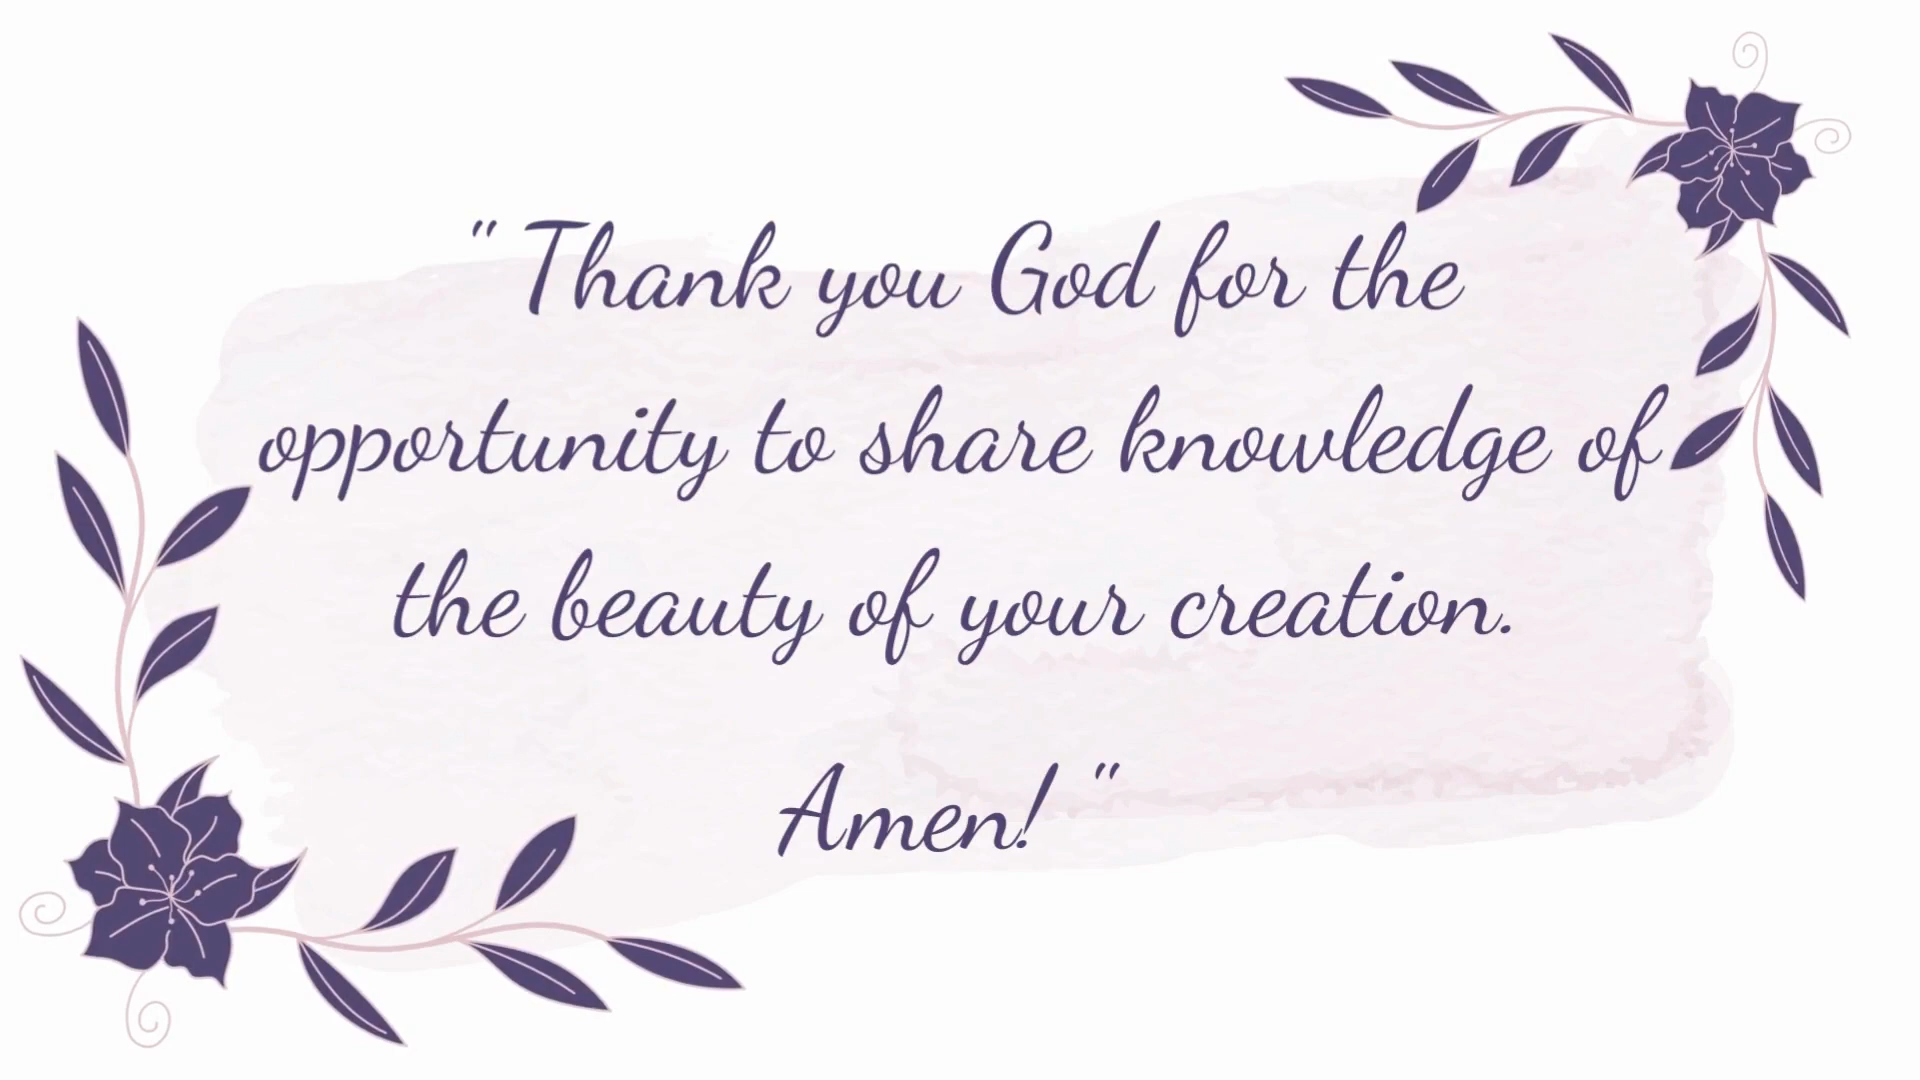 " Thank you God for the
opportunity to share knowledge of
the beauty of your creation.
Amen! "